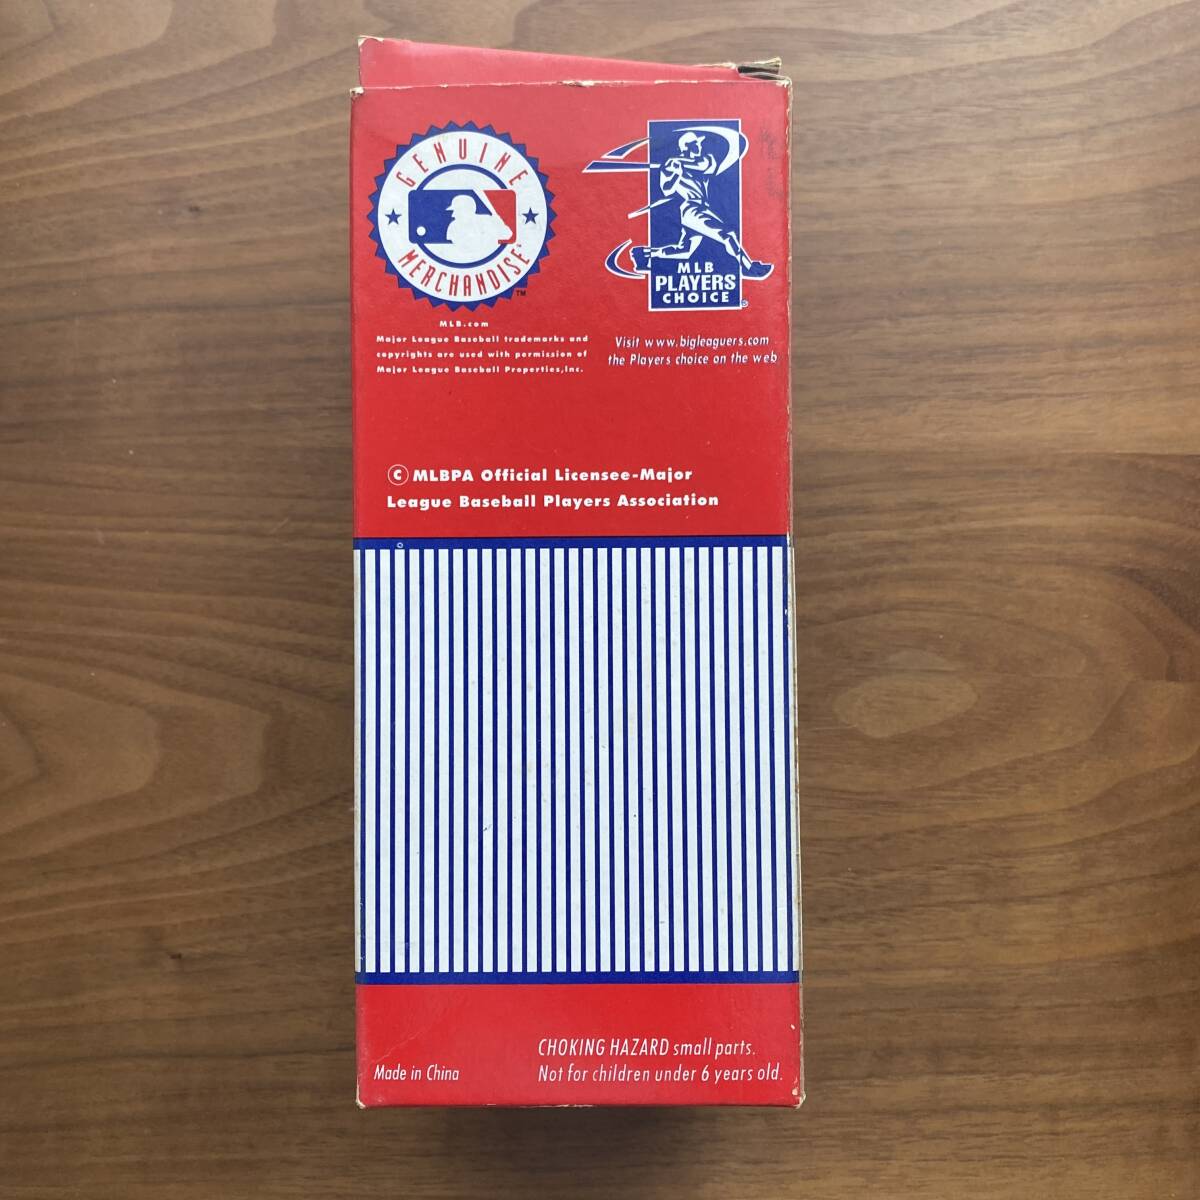 GENUINE
MERCHANDISE™
MLB.com
Major League Baseball trademarks and
copyrights are used with permission of
Major League Baseball Properties,Inc.
MLB
PLAYERS
CHOICE
Visit www.bigleaguers.com
the Players choice on the web
© MLBPA Official Licensee-Major
League Baseball Players Association
Made in China
CHOKING HAZARD small parts.
Not for children under 6 years old.